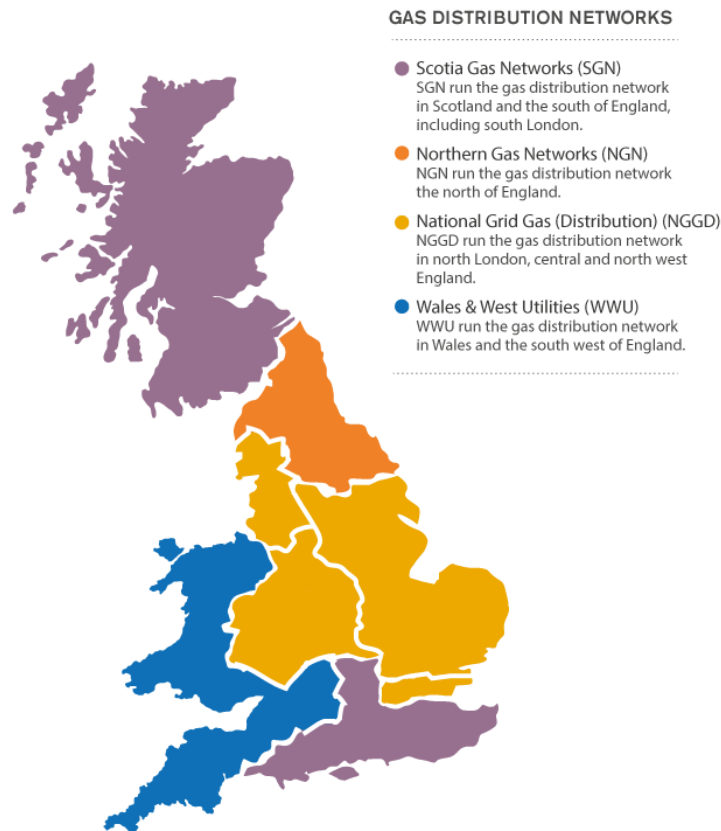 GAS DISTRIBUTION NETWORKS
Scotia Gas Networks (SGN)
SGN run the gas distribution network
in Scotland and the south of England,
including south London.
Northern Gas Networks (NGN)
NGN run the gas distribution network
the north of England.
National Grid Gas (Distribution) (NGGD)
NGGD run the gas distribution network
in north London, central and north west
England.
Wales & West Utilities (WWU)
WWU run the gas distribution network
in Wales and the south west of England.